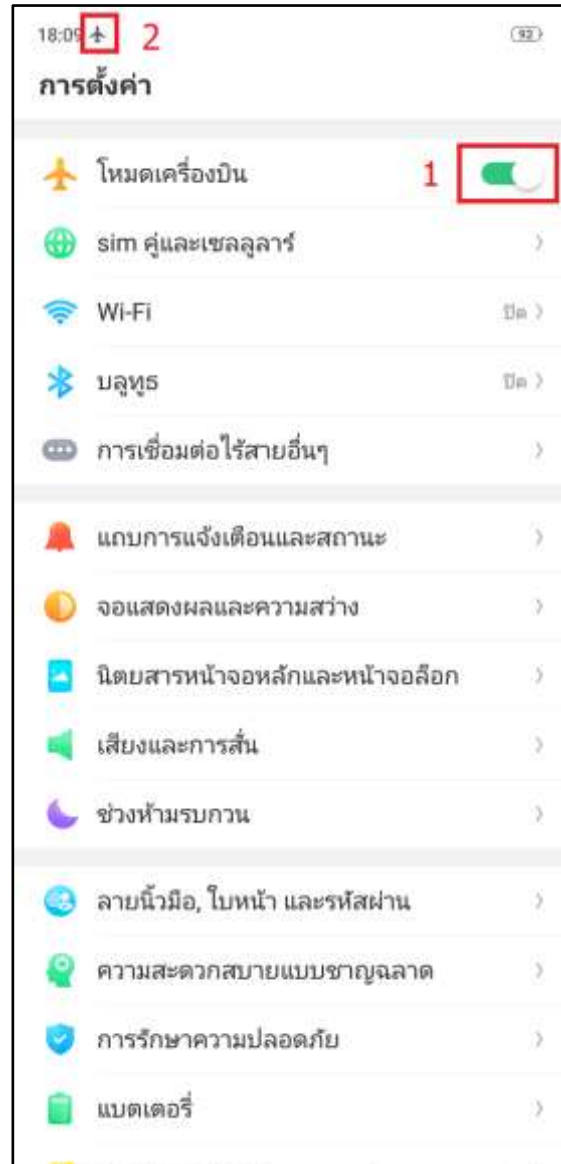 18:09 2 92
การตั้งค่า
โหมดเครื่องบิน 1
sim คู่และเซลลูลาร์
Wi-Fi ปิด
บลูทูธ ปิด
การเชื่อมต่อไร้สายอื่นๆ
แถบการแจ้งเตือนและสถานะ
จอแสดงผลและความสว่าง
นิตยสารหน้าจอหลักและหน้าจอล็อก
เสียงและการสั่น
ช่วงห้ามรบกวน
ลายนิ้วมือ, ใบหน้า และรหัสผ่าน
ความสะดวกสบายแบบชาญฉลาด
การรักษาความปลอดภัย
แบตเตอรี่